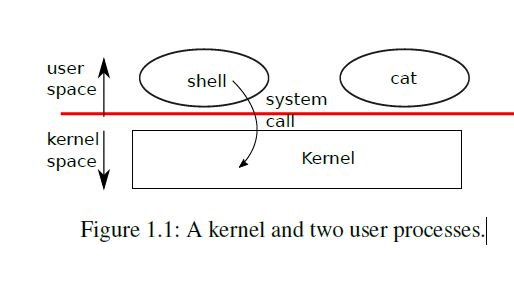 user
space
shell
cat
system
call
kernel
space
Kernel
Figure 1.1: A kernel and two user processes.